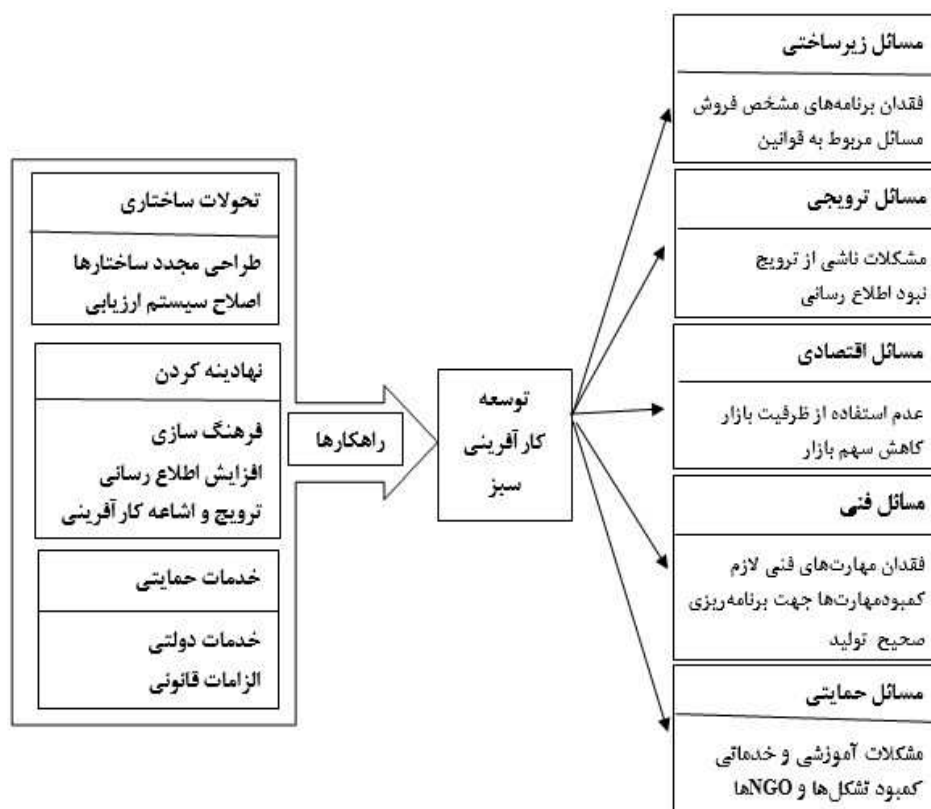 مسائل زیرساختی
فقدان برنامه‌های مشخص فروش
مسائل مربوط به قوانین
مسائل ترویجی
مشکلات ناشی از ترویج
نبود اطلاع رسانی
مسائل اقتصادی
عدم استفاده از ظرفیت بازار
کاهش سهم بازار
مسائل فنی
فقدان مهارت‌های فنی لازم
کمبودمهارت‌ها جهت برنامه‌ریزی
صحیح تولید
مسائل حمایتی
مشکلات آموزشی و خدماتی
کمبود تشکل‌ها و NGOها
توسعه
کارآفرینی
سبز
راهکارها
تحولات ساختاری
طراحی مجدد ساختارها
اصلاح سیستم ارزیابی
نهادینه کردن
فرهنگ سازی
افزایش اطلاع رسانی
ترویج و اشاعه کارآفرینی
خدمات حمایتی
خدمات دولتی
الزامات قانونی